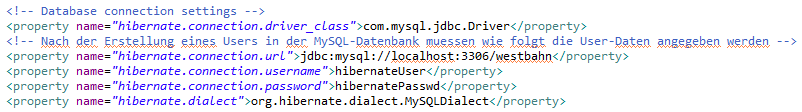 <!-- Database connection settings -->
<property name="hibernate.connection.driver_class">com.mysql.jdbc.Driver</property>
<!-- Nach der Erstellung eines Users in der MySQL-Datenbank muessen wie folgt die User-Daten angegeben werden -->
<property name="hibernate.connection.url">jdbc:mysql://localhost:3306/westbahn</property>
<property name="hibernate.connection.username">hibernateUser</property>
<property name="hibernate.connection.password">hibernatePasswd</property>
<property name="hibernate.dialect">org.hibernate.dialect.MySQLDialect</property>